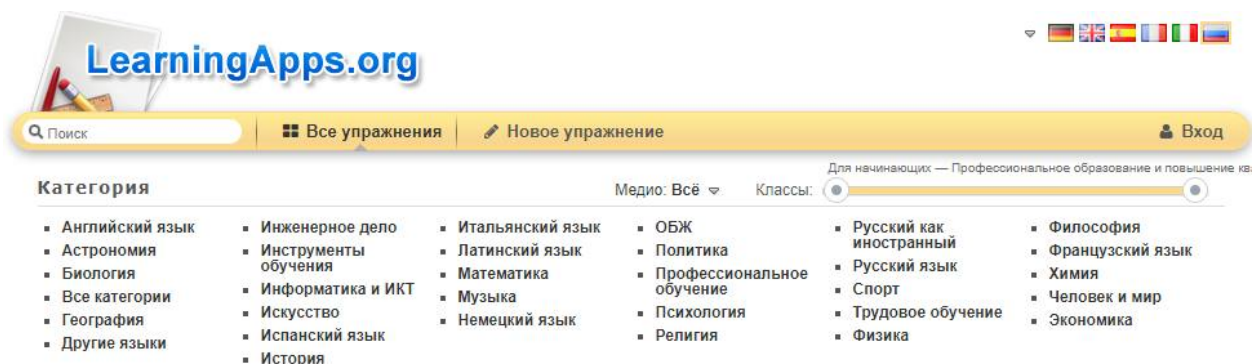 LearningApps.org
Поиск
Все упражнения
Новое упражнение
Вход
Категория
Медио: Всё
Классы:
Для начинающих — Профессиональное образование и повышение ква
Английский язык
Астрономия
Биология
Все категории
География
Другие языки
Инженерное дело
Инструменты
обучения
Информатика и ИКТ
Искусство
Испанский язык
История
Итальянский язык
Латинский язык
Математика
Музыка
Немецкий язык
ОБЖ
Политика
Профессиональное
обучение
Психология
Религия
Русский как
иностранный
Русский язык
Спорт
Трудовое обучение
Физика
Философия
Французский язык
Химия
Человек и мир
Экономика